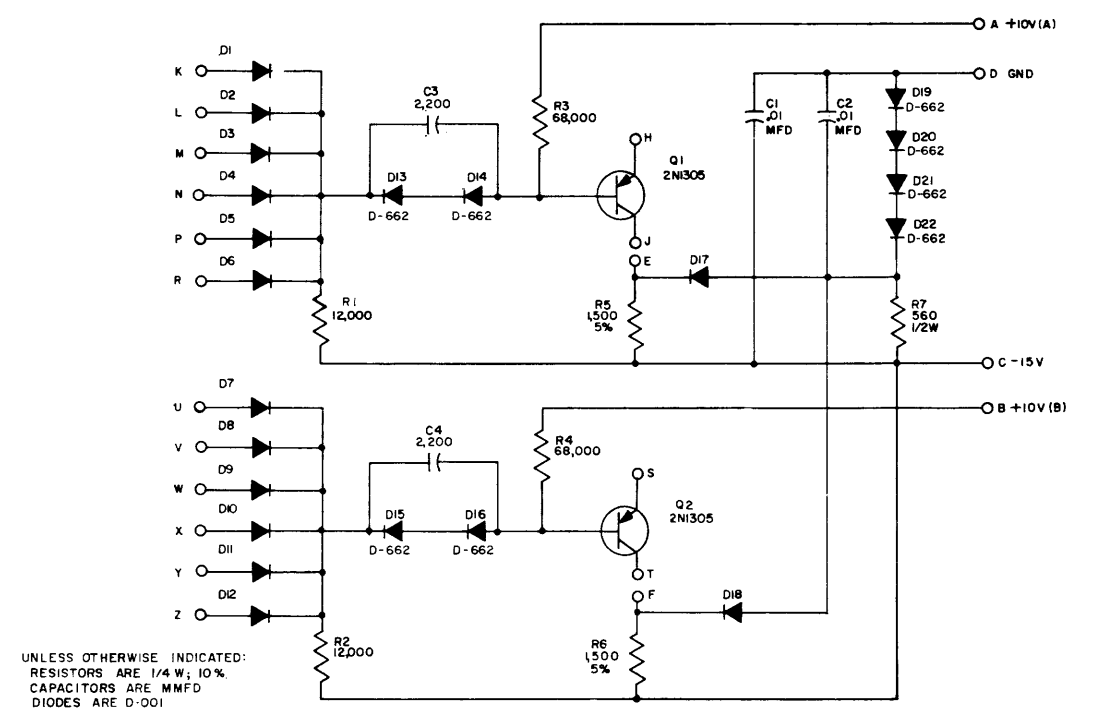 A +10V(A)
K D1
D GND
L D2
C3
2,200
R3
68,000
C1
.01
MFD
C2
.01
MFD
D19
D-662
M D3
H
D20
D-662
N D4
D13
D-662
D14
D-662
Q1
2N1305
D21
D-662
P D5
D22
D-662
R D6
J
E
D17
R1
12,000
R5
1,500
5%
R7
560
1/2W
C -15V
U D7
B +10V(B)
V D8
C4
2,200
R4
68,000
W D9
S
X D10
D15
D-662
D16
D-662
Q2
2N1305
Y D11
T
Z D12
F
D18
R2
12,000
R6
1,500
5%
UNLESS OTHERWISE INDICATED:
RESISTORS ARE 1/4 W; 10%
CAPACITORS ARE MMFD
DIODES ARE D-001